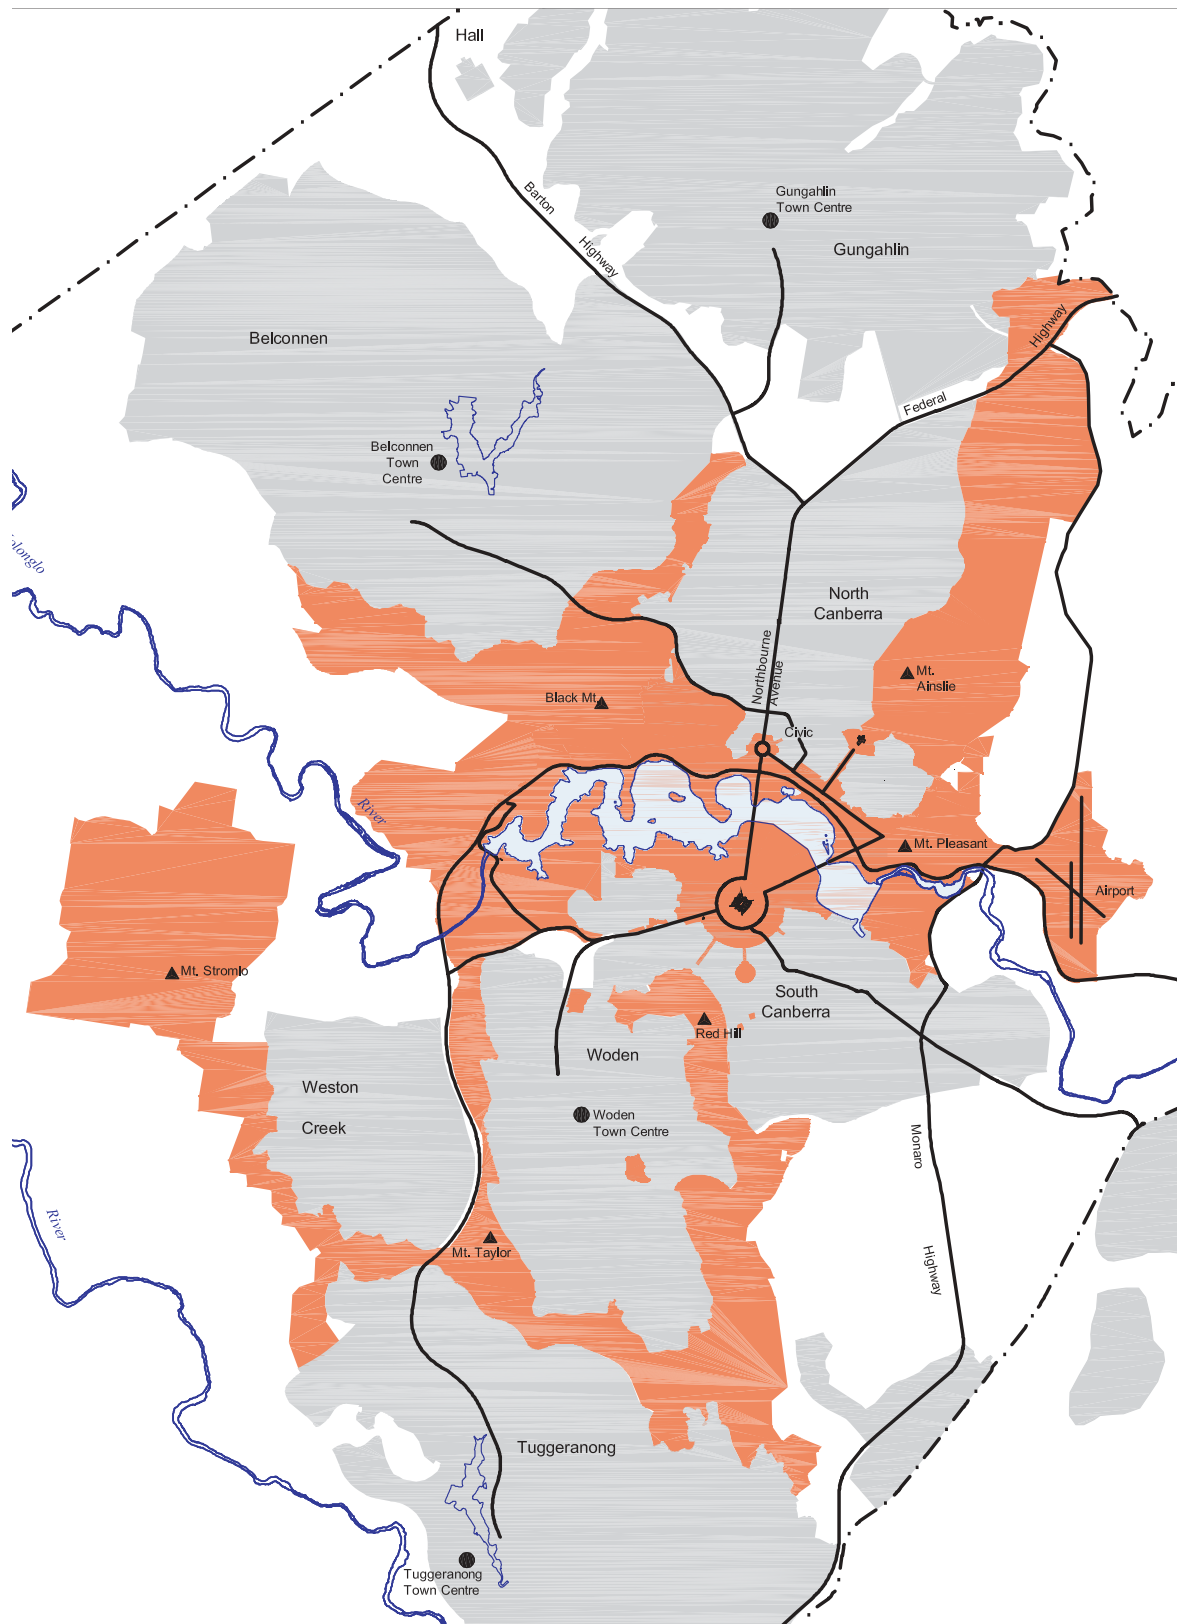 Hall
Gungahlin
Town Centre
Barton
Highway
Gungahlin
Belconnen
Highway
Federal
Belconnen
Town
Centre
North
Canberra
Northbourne
Avenue
Mt.
Ainslie
Black Mt.
Civic
River
Mt. Pleasant
Airport
Mt. Stromlo
South
Canberra
Red Hill
Woden
Weston
Creek
Woden
Town Centre
Monaro
River
Mt. Taylor
Highway
Tuggeranong
Tuggeranong
Town Centre